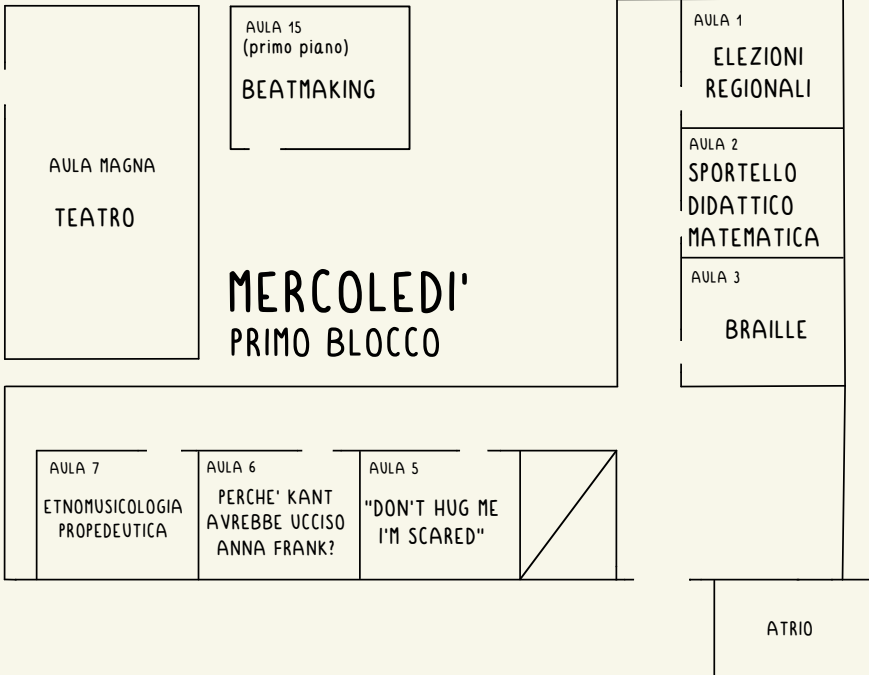 AULA 15
(primo piano)
BEATMAKING
AULA 1
ELEZIONI
REGIONALI
AULA MAGNA
TEATRO
AULA 2
SPORTELLO
DIDATTICO
MATEMATICA
MERCOLEDI'
PRIMO BLOCCO
AULA 3
BRAILLE
AULA 7
ETNOMUSICOLOGIA
PROPEDEUTICA
AULA 6
PERCHE' KANT
AVREBBE UCCISO
ANNA FRANK?
AULA 5
"DON'T HUG ME
I'M SCARED"
ATRIO